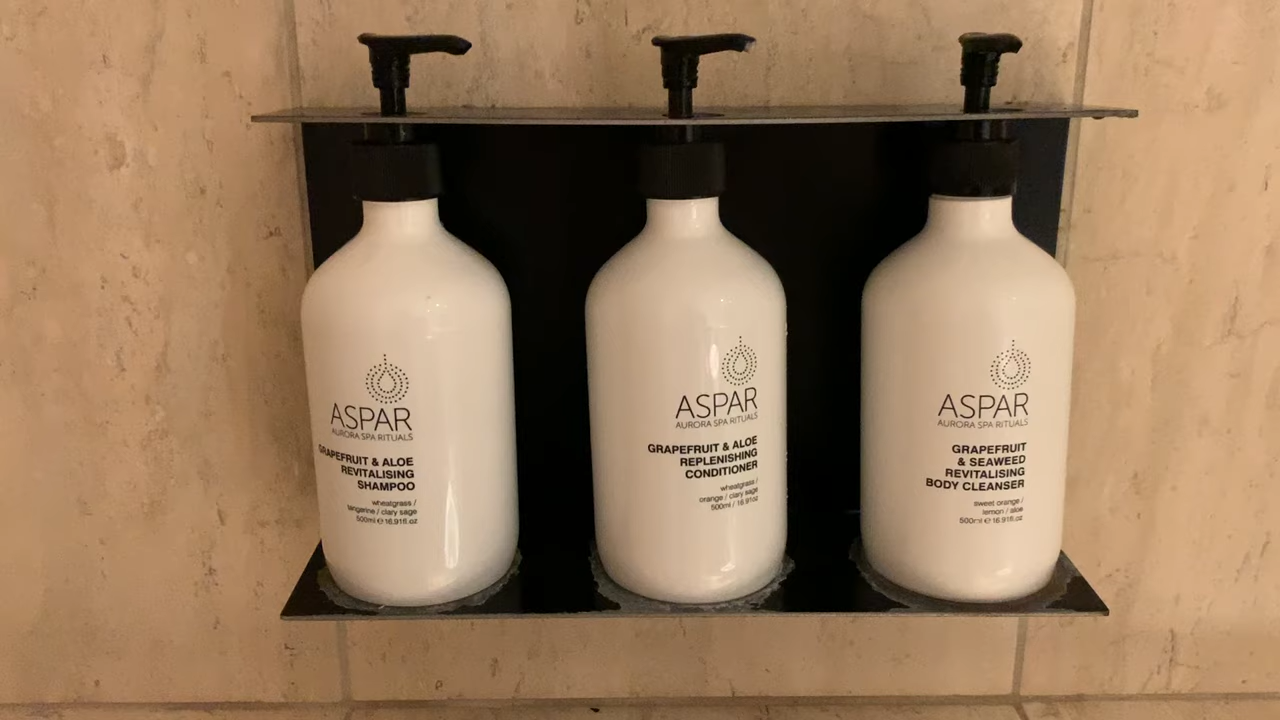 ASPAR
AURORA SPA RITUALS
GRAPEFRUIT & ALOE
REVITALISING
SHAMPOO
wheatgrass /
tangerine / clary sage
500ml e 16.91fl.oz
ASPAR
AURORA SPA RITUALS
GRAPEFRUIT & ALOE
REPLENISHING
CONDITIONER
wheatgrass /
orange / clary sage
500ml / 16.91oz
ASPAR
AURORA SPA RITUALS
GRAPEFRUIT
& SEAWEED
REVITALISING
BODY CLEANSER
sweet orange /
lemon / aloe
500ml e 16.91fl.oz